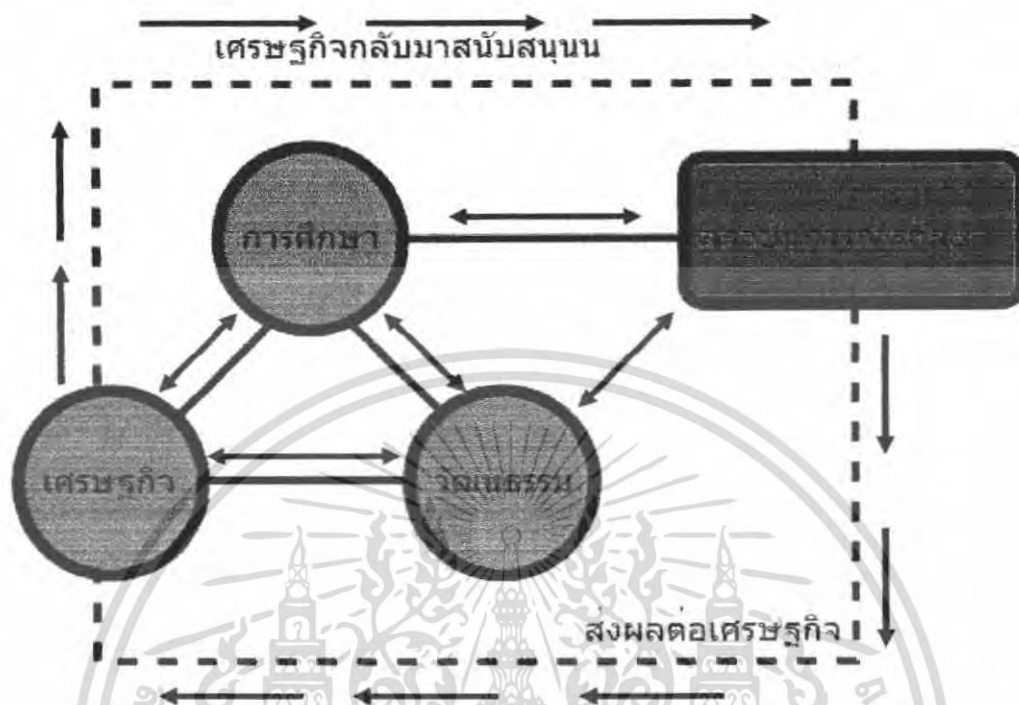 เศรษฐกิจกลับมาสนับสนุนน
การศึกษา
เศรษฐกิจ
วัฒนธรรม
ส่งผลต่อเศรษฐกิจ